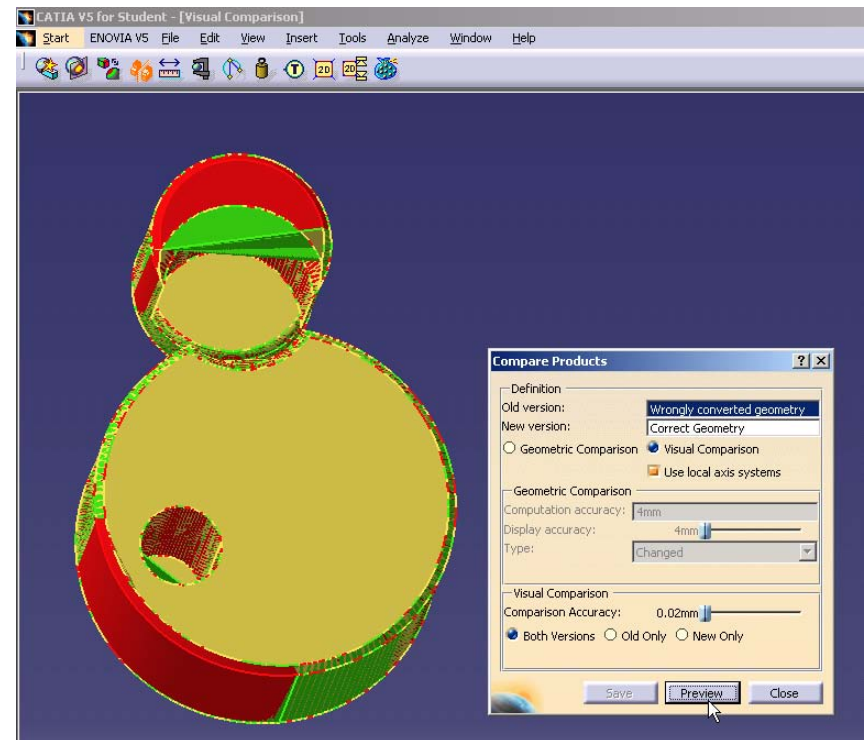 CATIA V5 for Student - [Visual Comparison]
Start ENOVIA V5 File Edit View Insert Tools Analyze Window Help
T 2D 2D
Compare Products ? X
Definition
Old version: Wrongly converted geometry
New version: Correct Geometry
Geometric Comparison Visual Comparison
Use local axis systems
Geometric Comparison
Computation accuracy: 4mm
Display accuracy: 4mm
Type: Changed
Visual Comparison
Comparison Accuracy: 0.02mm
Both Versions Old Only New Only
Save Preview Close